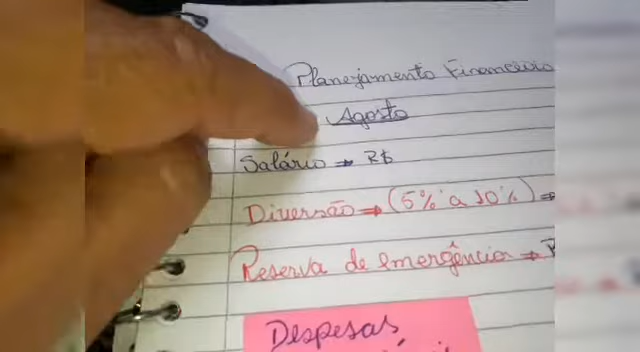 Planejamento Financeiro
Agosto
Salário → R$
Diversão → (5% a 10%) →
Reserva de emergência →
Despesas